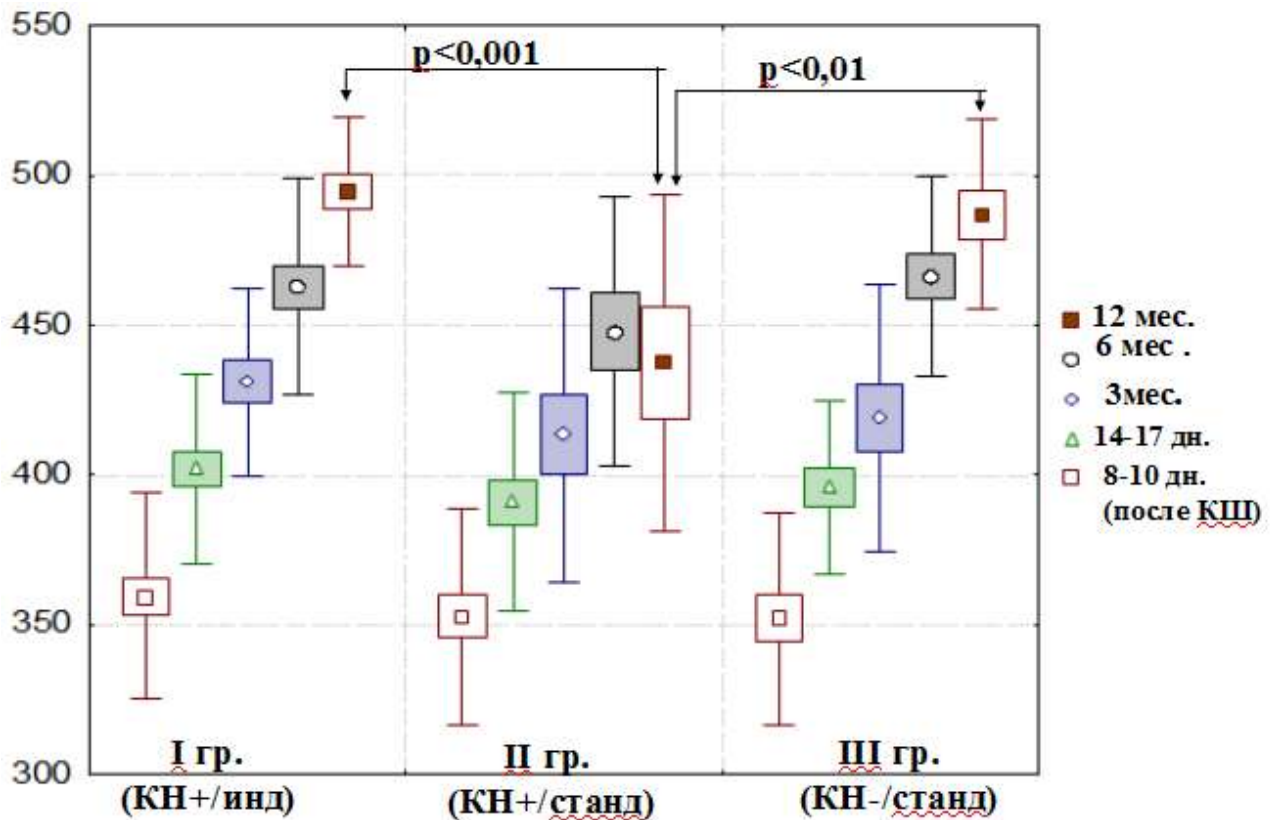 550
500
450
400
350
300
p<0,001
p<0,01
I гр.
(КН+/инд)
II гр.
(КН+/станд)
III гр.
(КН-/станд)
12 мес.
6 мес .
3мес.
14-17 дн.
8-10 дн.
(после КШ)